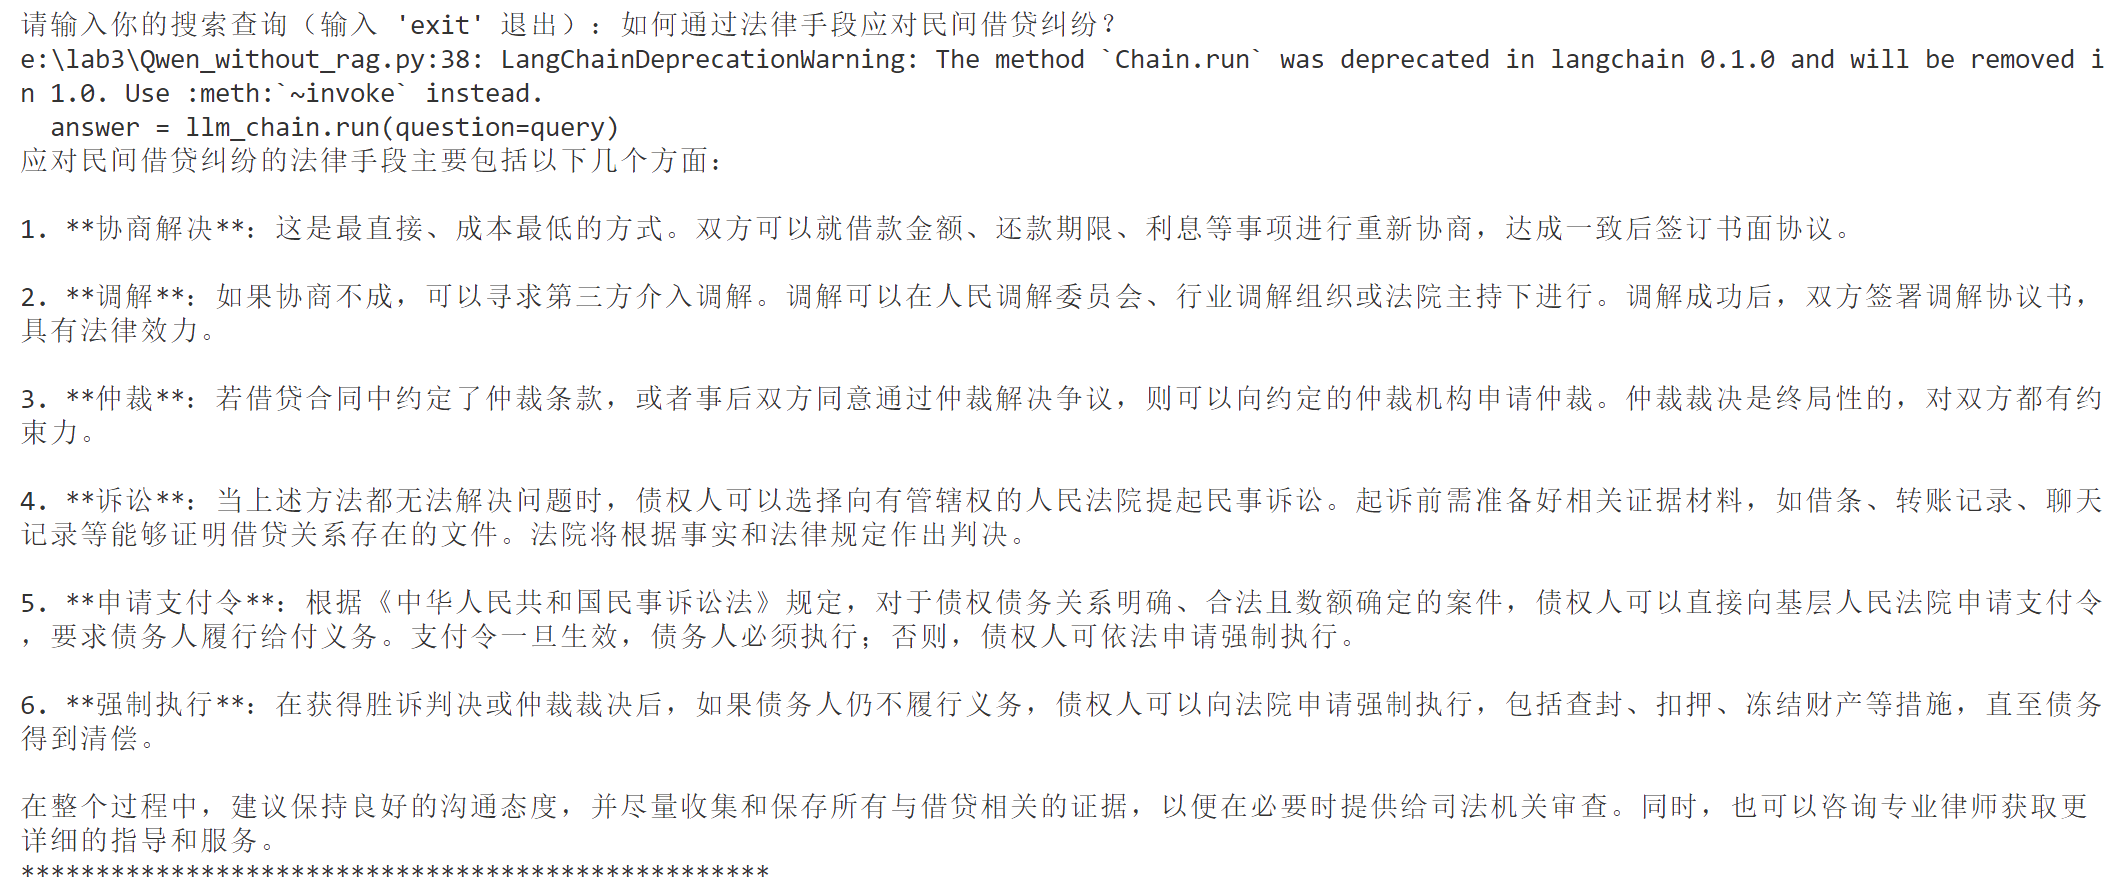 请输入你的搜索查询（输入 'exit' 退出）：如何通过法律手段应对民间借贷纠纷？
e:\lab3\Qwen_without_rag.py:38: LangChainDeprecationWarning: The method `Chain.run` was deprecated in langchain 0.1.0 and will be removed i
n 1.0. Use :meth:`~invoke` instead.
  answer = llm_chain.run(question=query)
应对民间借贷纠纷的法律手段主要包括以下几个方面：
1. **协商解决**：这是最直接、成本最低的方式。双方可以就借款金额、还款期限、利息等事项进行重新协商，达成一致后签订书面协议。
2. **调解**：如果协商不成，可以寻求第三方介入调解。调解可以在人民调解委员会、行业调解组织或法院主持下进行。调解成功后，双方签署调解协议书，
具有法律效力。
3. **仲裁**：若借贷合同中约定了仲裁条款，或者事后双方同意通过仲裁解决争议，则可以向约定的仲裁机构申请仲裁。仲裁裁决是终局性的，对双方都有约
束力。
4. **诉讼**：当上述方法都无法解决问题时，债权人可以选择向有管辖权的人民法院提起民事诉讼。起诉前需准备好相关证据材料，如借条、转账记录、聊天
记录等能够证明借贷关系存在的文件。法院将根据事实和法律规定作出判决。
5. **申请支付令**：根据《中华人民共和国民事诉讼法》规定，对于债权债务关系明确、合法且数额确定的案件，债权人可以直接向基层人民法院申请支付令
，要求债务人履行给付义务。支付令一旦生效，债务人必须执行；否则，债权人可依法申请强制执行。
6. **强制执行**：在获得胜诉判决或仲裁裁决后，如果债务人仍不履行义务，债权人可以向法院申请强制执行，包括查封、扣押、冻结财产等措施，直至债务
得到清偿。
在整个过程中，建议保持良好的沟通态度，并尽量收集和保存所有与借贷相关的证据，以便在必要时提供给司法机关审查。同时，也可以咨询专业律师获取更
详细的指导和服务。
**************************************************